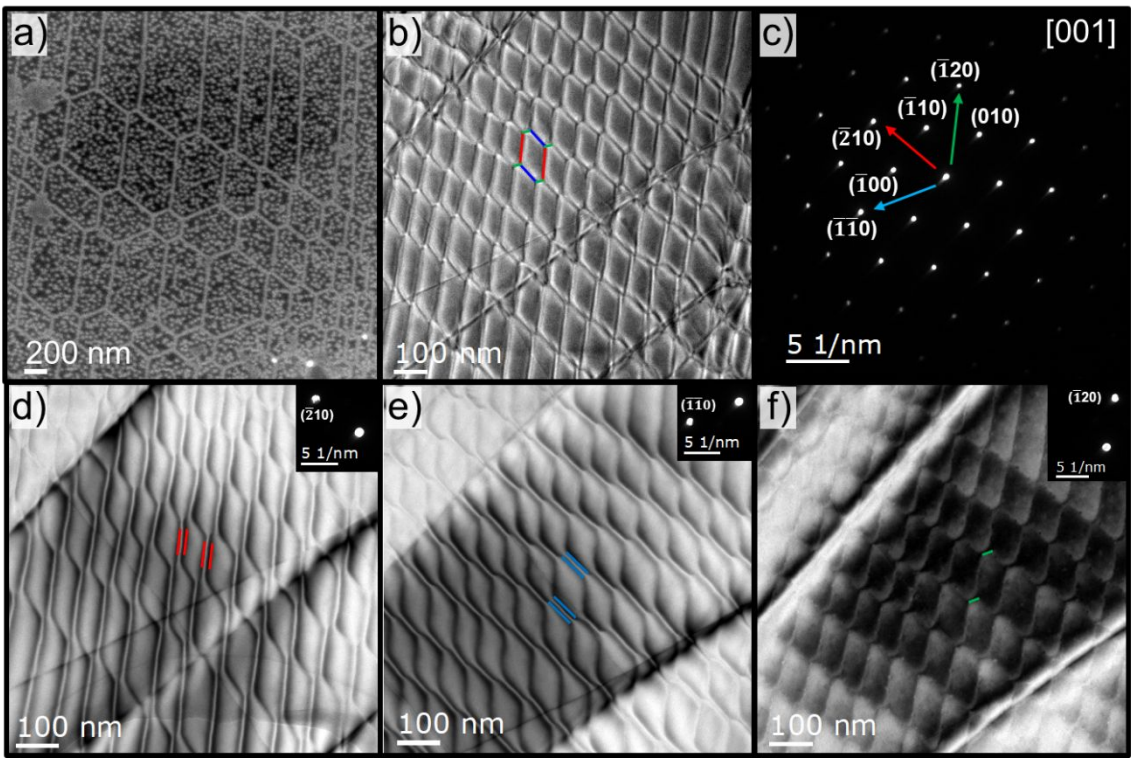 a)
200 nm
b)
100 nm
c)
[001]
(1̅20)
(1̅10)
(010)
(2̅10)
(1̅00)
(1̅1̅0)
5 1/nm
d)
(2̅10)
5 1/nm
100 nm
e)
(1̅1̅0)
5 1/nm
100 nm
f)
(1̅20)
5 1/nm
100 nm